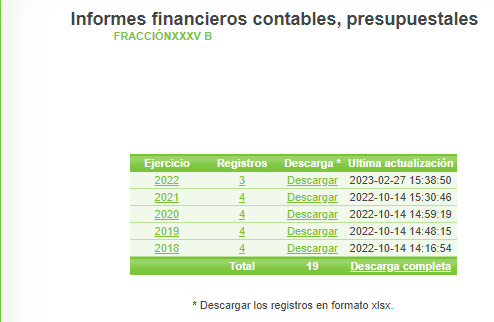 Informes financieros contables, presupuestales
FRACCIÓNXXXV B
Ejercicio Registros Descarga * Ultima actualización
2022 3 Descargar 2023-02-27 15:38:50
2021 4 Descargar 2022-10-14 15:30:46
2020 4 Descargar 2022-10-14 14:59:19
2019 4 Descargar 2022-10-14 14:48:15
2018 4 Descargar 2022-10-14 14:16:54
Total 19 Descarga completa
* Descargar los registros en formato xlsx.